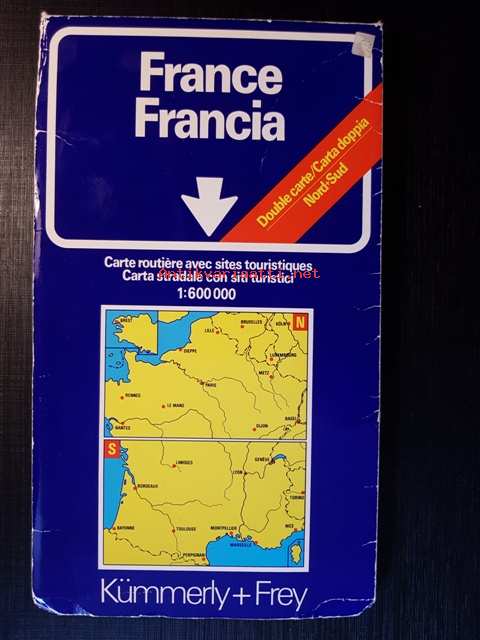 France
Francia
Double carte/Carta doppia
Nord-Sud
Carte routière avec sites touristiques
Carta stradale con siti turistici
Antikvariaatti.net
1:600 000
N
BREST
LILLE
BRUXELLES
KÖLN
DIEPPE
LUXEMBOURG
PARIS
METZ
RENNES
LE MANS
NANTES
DIJON
BASEL
S
LIMOGES
LYON
GENÈVE
BORDEAUX
TORINO
BAYONNE
TOULOUSE
MONTPELLIER
MARSEILLE
NICE
PERPIGNAN
Kümmerly+Frey